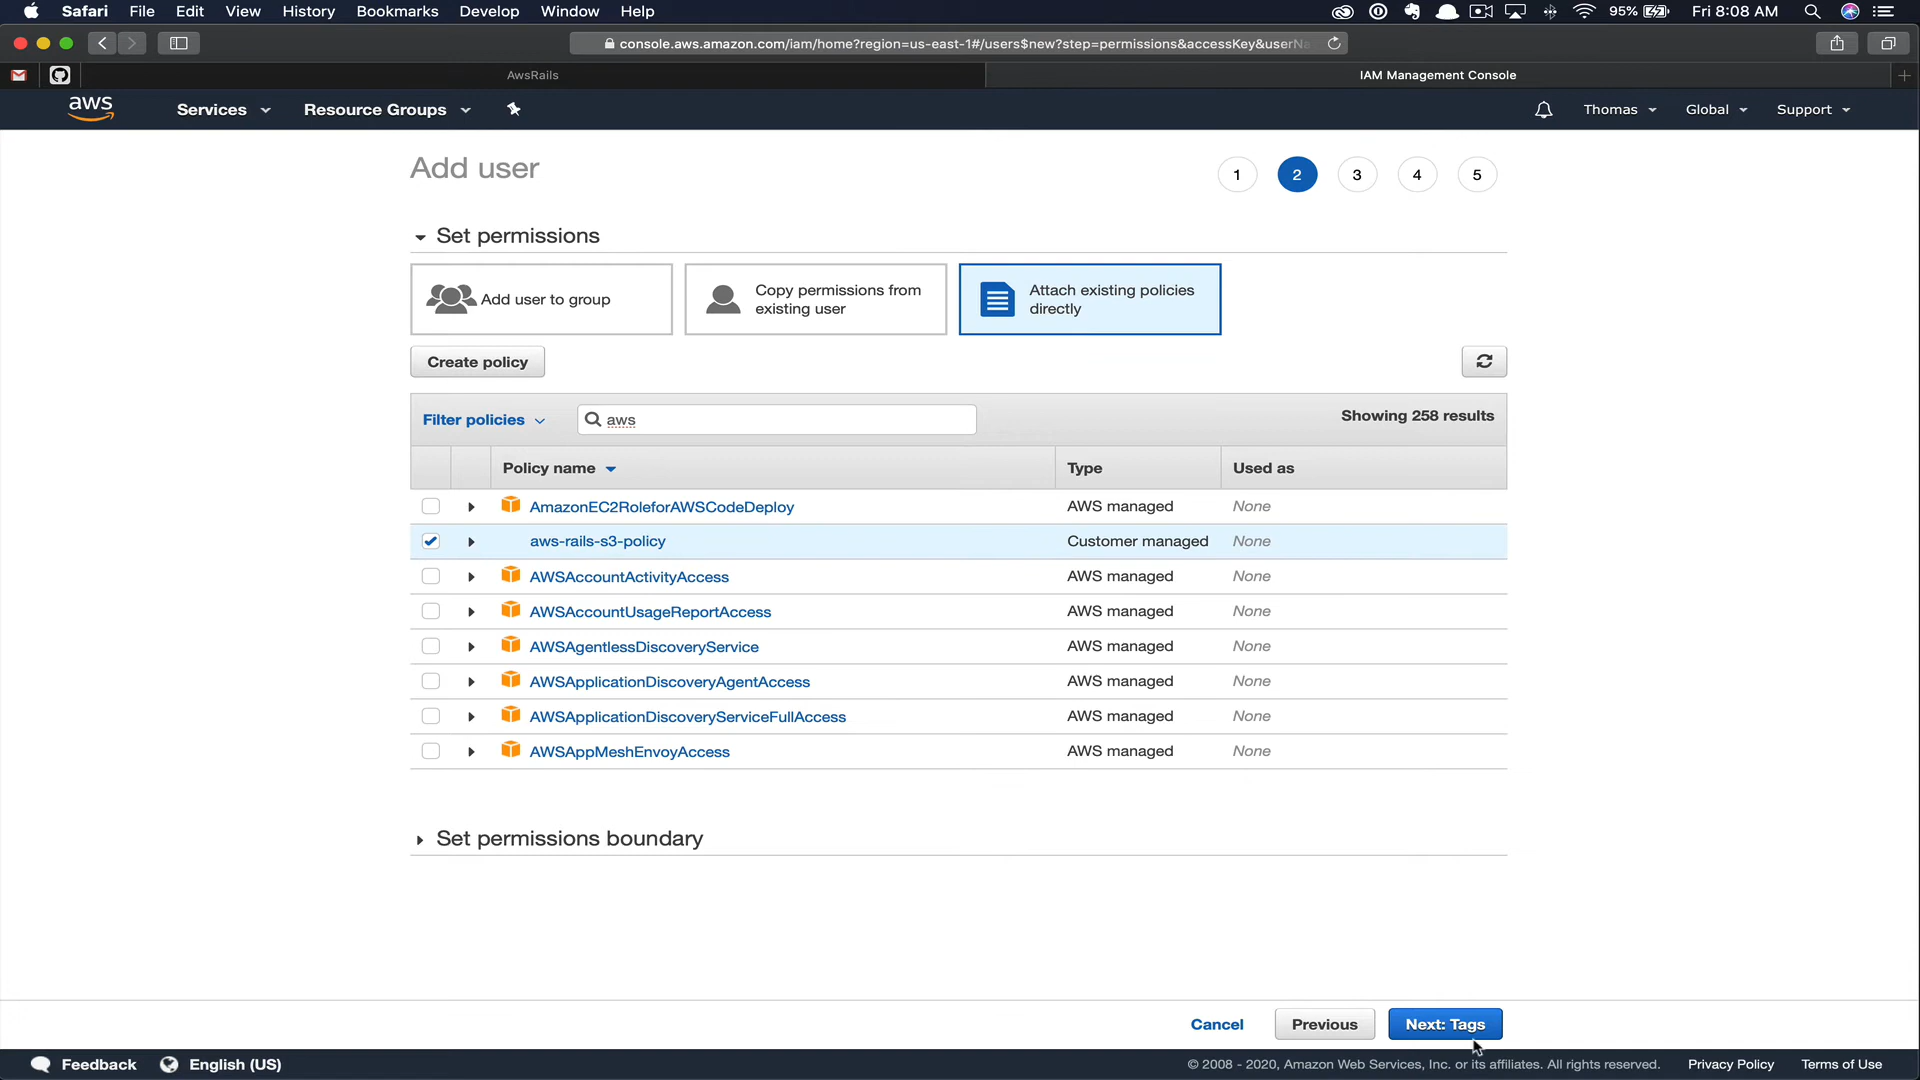 Safari File Edit View History Bookmarks Develop Window Help 95% Fri 8:08 AM
console.aws.amazon.com/iam/home?region=us-east-1#/users$new?step=permissions&accessKey&userNa
AwsRails IAM Management Console
aws Services Resource Groups Thomas Global Support
Add user 1 2 3 4 5
Set permissions
Add user to group
Copy permissions from
existing user
Attach existing policies
directly
Create policy
Filter policies aws Showing 258 results
Policy name Type Used as
AmazonEC2RoleforAWSCodeDeploy AWS managed None
aws-rails-s3-policy Customer managed None
AWSAccountActivityAccess AWS managed None
AWSAccountUsageReportAccess AWS managed None
AWSAgentlessDiscoveryService AWS managed None
AWSApplicationDiscoveryAgentAccess AWS managed None
AWSApplicationDiscoveryServiceFullAccess AWS managed None
AWSAppMeshEnvoyAccess AWS managed None
Set permissions boundary
Cancel Previous Next: Tags
Feedback English (US) © 2008 - 2020, Amazon Web Services, Inc. or its affiliates. All rights reserved. Privacy Policy Terms of Use